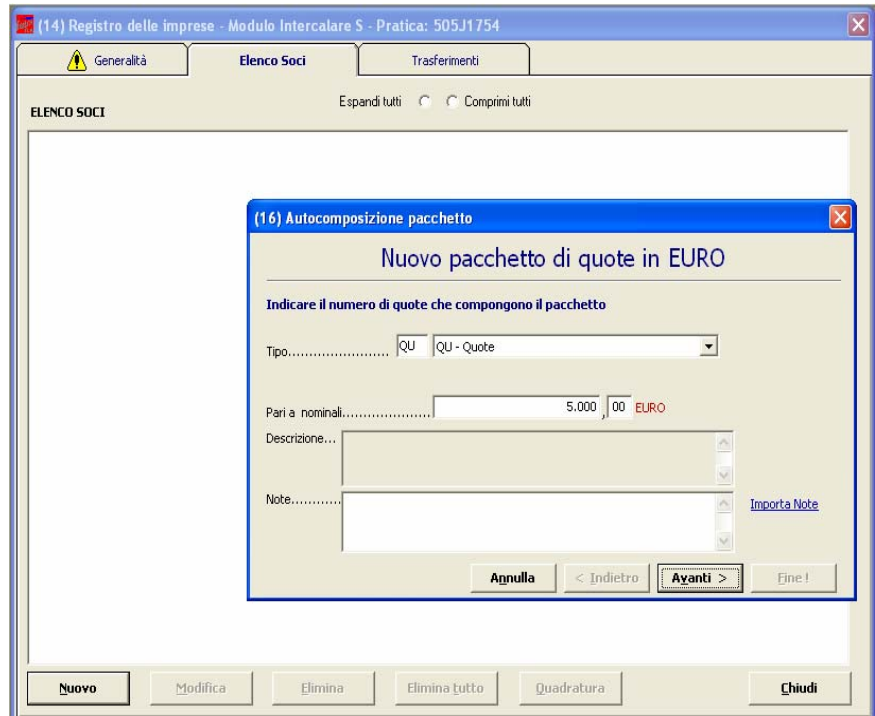 (14) Registro delle imprese - Modulo Intercalare S - Pratica: 505J1754
Generalità Elenco Soci Trasferimenti
Espandi tutti Comprimi tutti
ELENCO SOCI
(16) Autocomposizione pacchetto
Nuovo pacchetto di quote in EURO
Indicare il numero di quote che compongono il pacchetto
Tipo........................ QU QU - Quote
Pari a nominali..................... 5.000 , 00 EURO
Descrizione...
Note...........
Importa Note
Annulla < Indietro Avanti > Fine !
Nuovo Modifica Elimina Elimina tutto Quadratura Chiudi